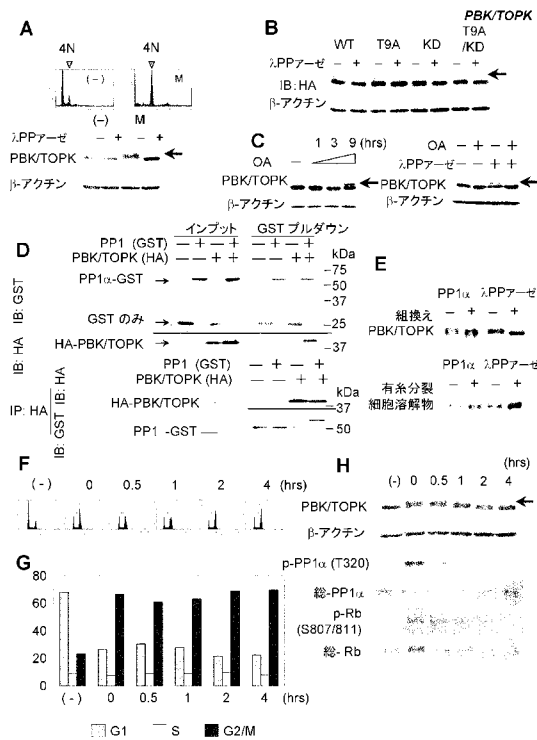 A
4N 4N
(−) M
(−) M
λPPアーゼ − + − +
PBK/TOPK
β-アクチン
B
PBK/TOPK
WT T9A KD T9A/KD
λPPアーゼ − + − + − + − +
IB: HA
β-アクチン
C
1 3 9 (hrs)
OA −
PBK/TOPK
β-アクチン
OA − + − +
λPPアーゼ − − + +
PBK/TOPK
β-アクチン
D
インプット GST プルダウン
PP1 (GST) − + − + − + − +
PBK/TOPK (HA) − − + + − − + +
kDa
IB: GST
PP1α-GST
75
50
37
GST のみ
25
IB: HA
HA-PBK/TOPK
37
PP1 (GST) − + − +
PBK/TOPK (HA) − − + +
kDa
IP: HA
IB: HA
HA-PBK/TOPK
37
IB: GST
PP1 -GST
50
E
PP1α λPPアーゼ
組換え − + − +
PBK/TOPK
PP1α λPPアーゼ
有糸分裂 − + − +
細胞溶解物
F
(−) 0 0.5 1 2 4 (hrs)
G
80
60
40
20
0
(−) 0 0.5 1 2 4 (hrs)
G1 S G2/M
H
(hrs)
(−) 0 0.5 1 2 4
PBK/TOPK
β-アクチン
p-PP1α (T320)
総-PP1α
p-Rb
(S807/811)
総- Rb